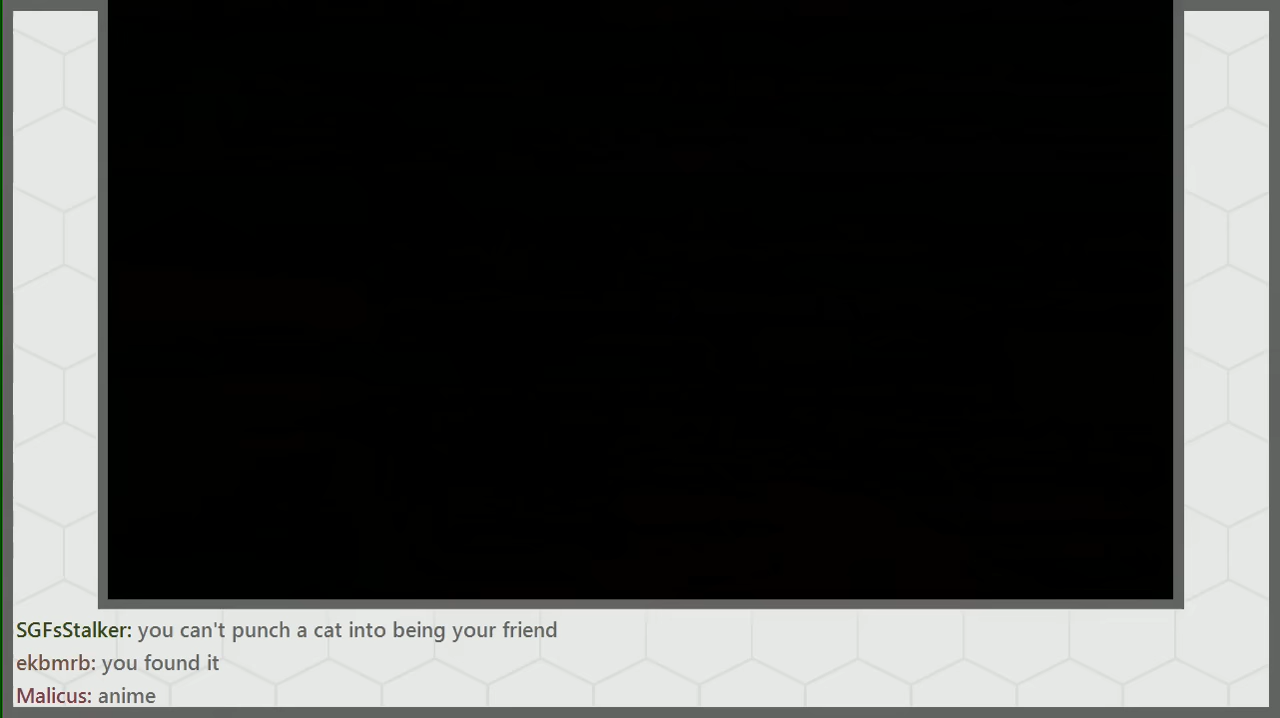 SGFsStalker: you can't punch a cat into being your friend
ekbmrb: you found it
Malicus: anime